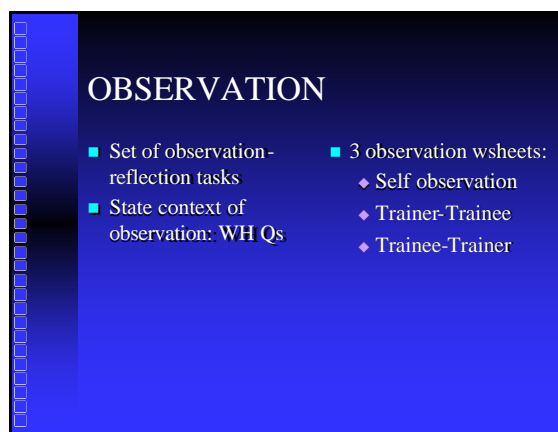 OBSERVATION
Set of observation-
reflection tasks
State context of
observation: WH Qs
3 observation wsheets:
Self observation
Trainer-Trainee
Trainee-Trainer